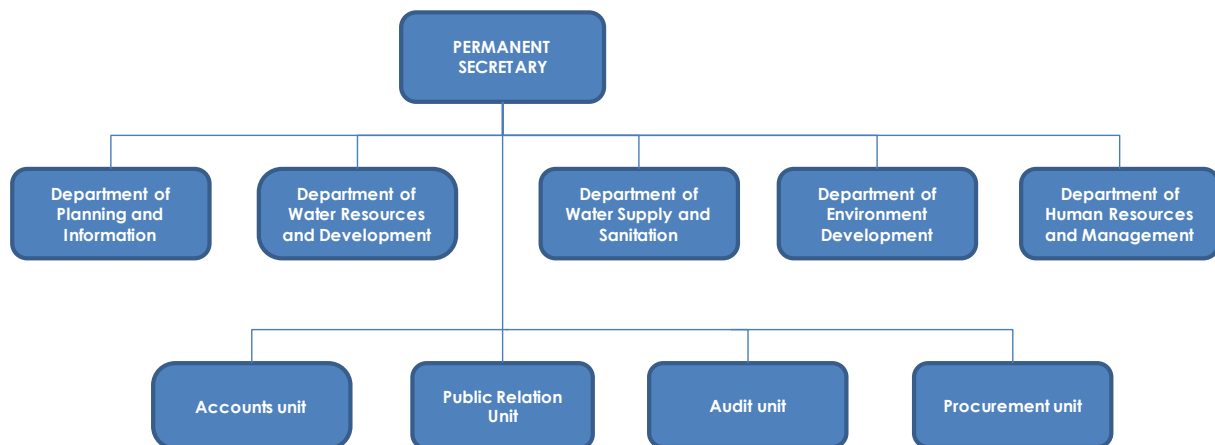 PERMANENT
SECRETARY
Department of
Planning and
Information
Department of
Water Resources
and Development
Department of
Water Supply and
Sanitation
Department of
Environment
Development
Department of
Human Resources
and Management
Accounts unit
Public Relation
Unit
Audit unit
Procurement unit